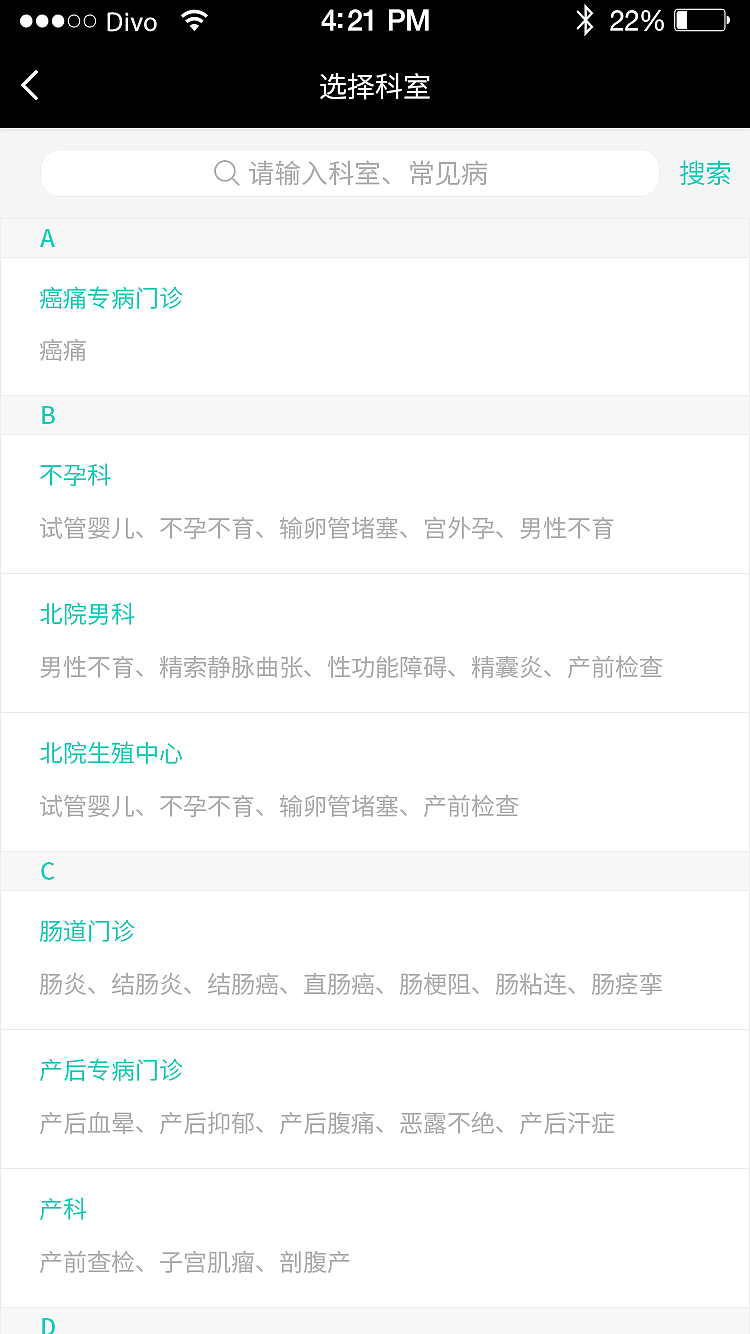 Divo 4:21 PM 22%
选择科室
请输入科室、常见病 搜索
A
癌痛专病门诊
癌痛
B
不孕科
试管婴儿、不孕不育、输卵管堵塞、宫外孕、男性不育
北院男科
男性不育、精索静脉曲张、性功能障碍、精囊炎、产前检查
北院生殖中心
试管婴儿、不孕不育、输卵管堵塞、产前检查
C
肠道门诊
肠炎、结肠炎、结肠癌、直肠癌、肠梗阻、肠粘连、肠痉挛
产后专病门诊
产后血晕、产后抑郁、产后腹痛、恶露不绝、产后汗症
产科
产前查检、子宫肌瘤、剖腹产
D